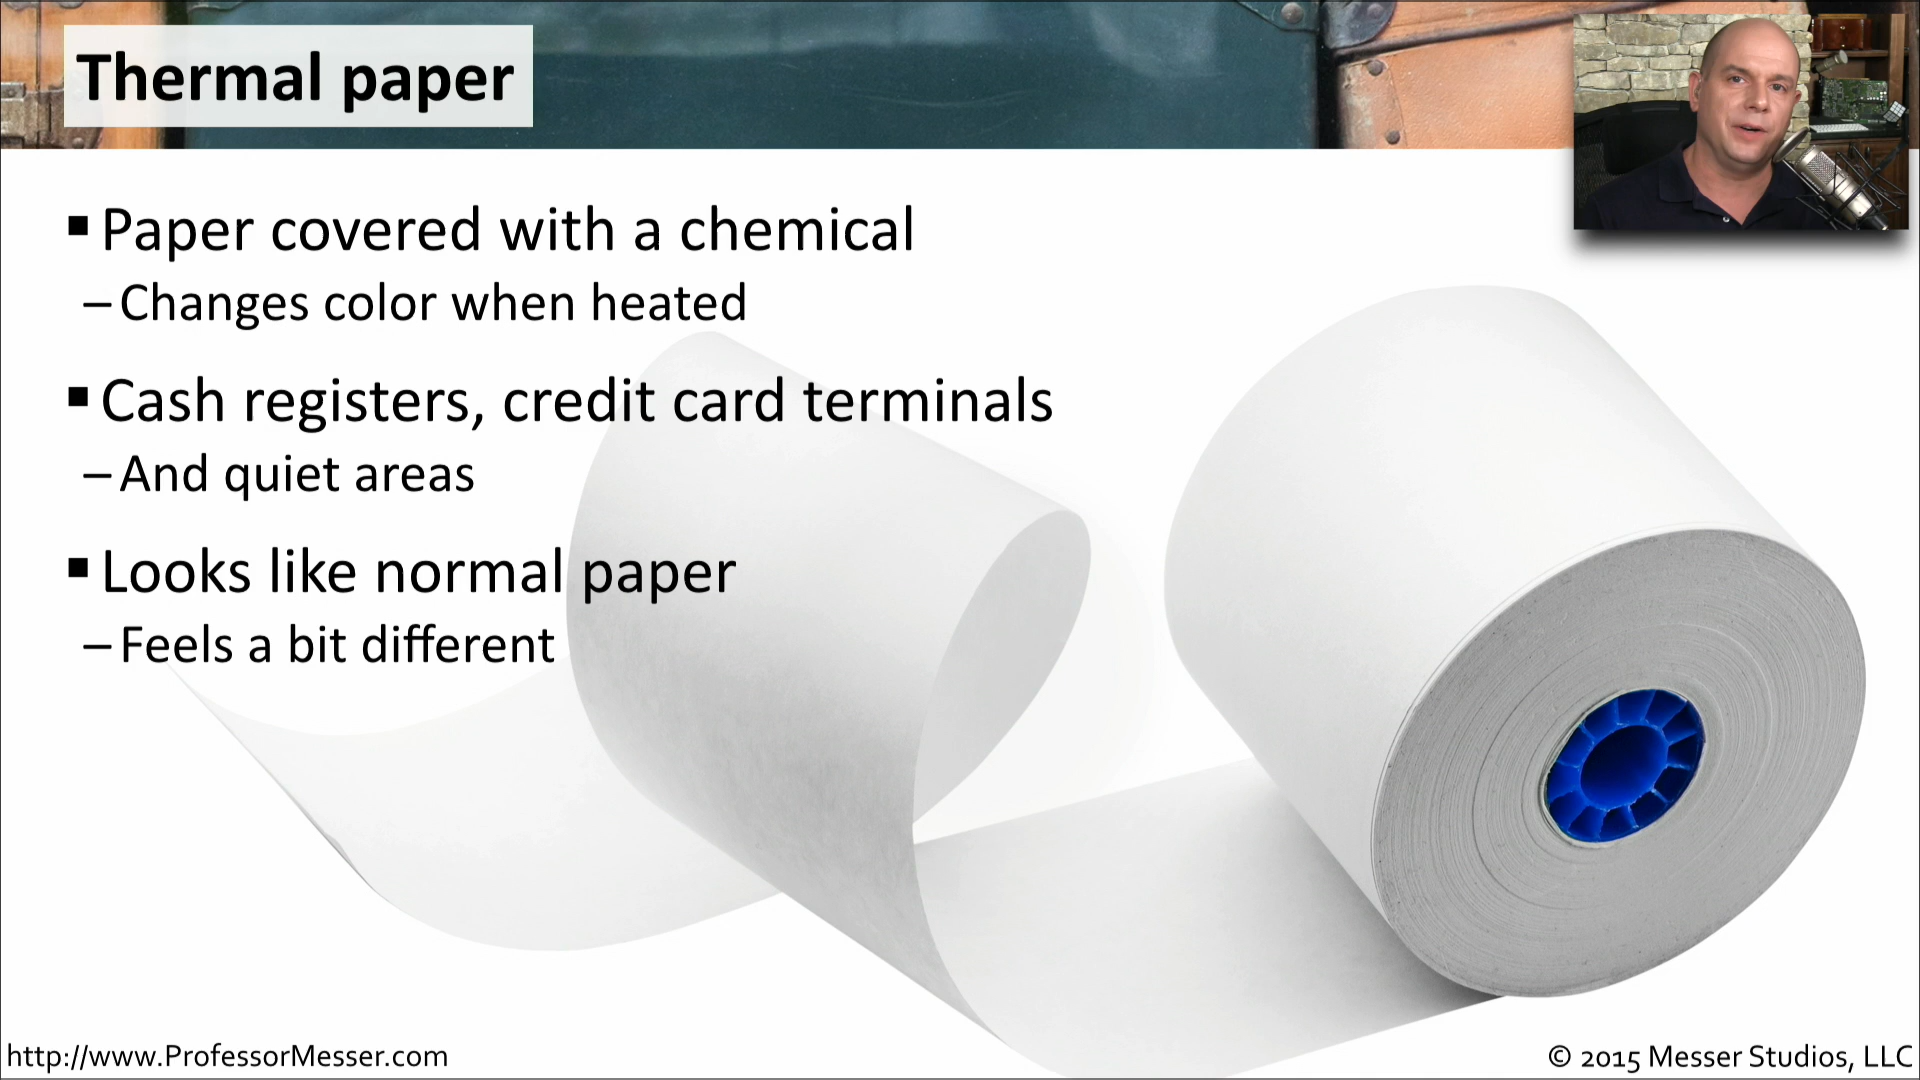 Thermal paper
▪ Paper covered with a chemical
– Changes color when heated
▪ Cash registers, credit card terminals
– And quiet areas
▪ Looks like normal paper
– Feels a bit different
http://www.ProfessorMesser.com
© 2015 Messer Studios, LLC